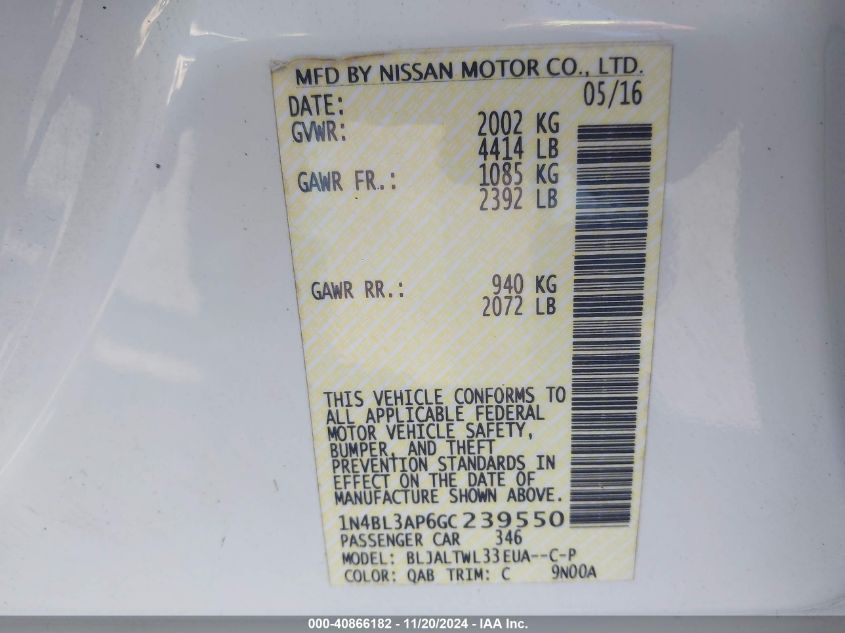 MFD BY NISSAN MOTOR CO., LTD.
DATE: 05/16
GVWR: 2002 KG
4414 LB
GAWR FR.: 1085 KG
2392 LB
GAWR RR.: 940 KG
2072 LB
THIS VEHICLE CONFORMS TO
ALL APPLICABLE FEDERAL
MOTOR VEHICLE SAFETY,
BUMPER, AND THEFT
PREVENTION STANDARDS IN
EFFECT ON THE DATE OF
MANUFACTURE SHOWN ABOVE.
1N4BL3AP6GC239550
PASSENGER CAR 346
MODEL: BLJALTWL33EUA--C-P
COLOR: QAB TRIM: C 9N00A
000-40866182 - 11/20/2024 - IAA Inc.